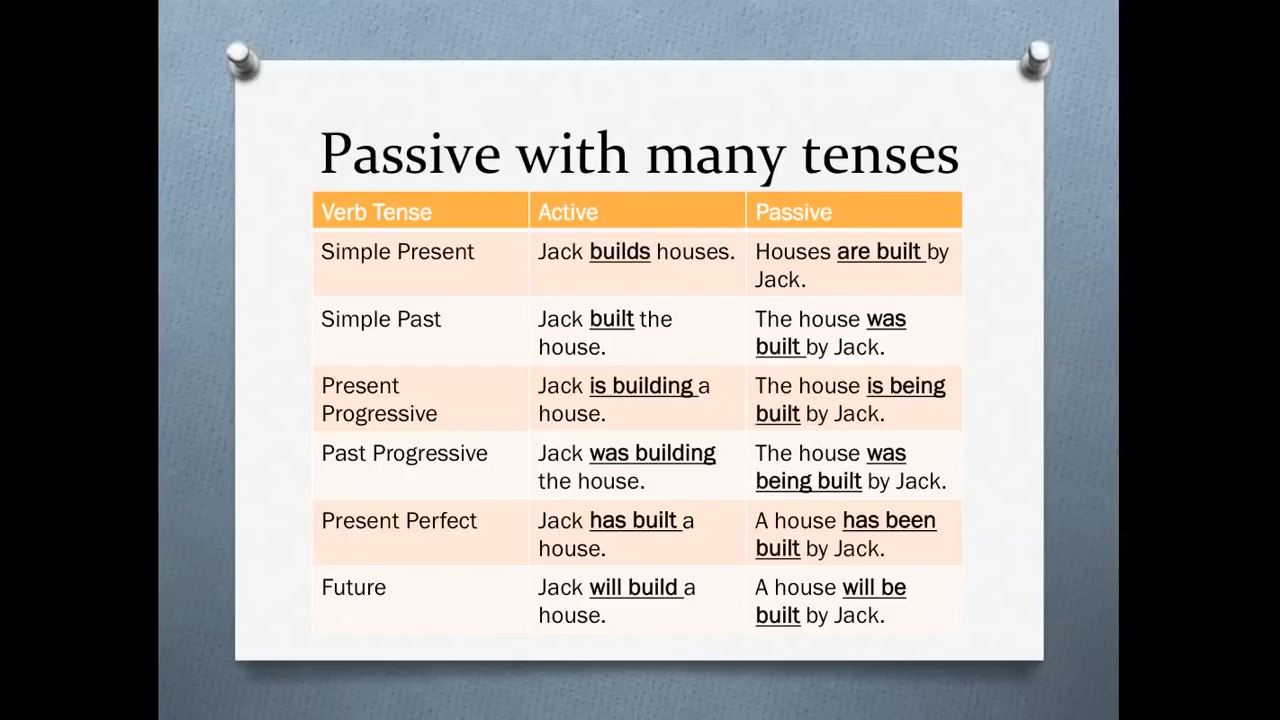 Passive with many tenses
Verb Tense Active Passive
Simple Present Jack builds houses. Houses are built by
Jack.
Simple Past Jack built the The house was
house. built by Jack.
Present Jack is building a The house is being
Progressive house. built by Jack.
Past Progressive Jack was building The house was
the house. being built by Jack.
Present Perfect Jack has built a A house has been
house. built by Jack.
Future Jack will build a A house will be
house. built by Jack.